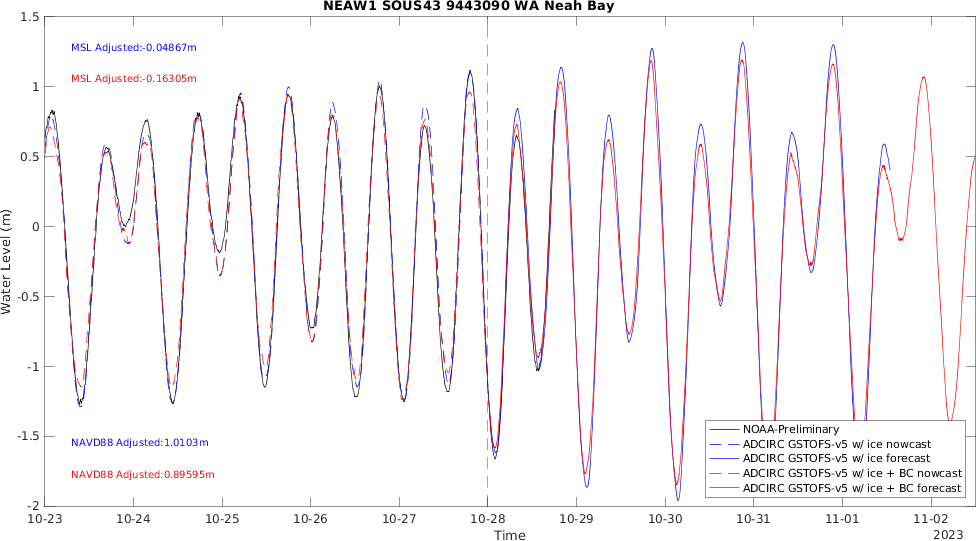 NEAW1 SOUS43 9443090 WA Neah Bay
1.5
1
0.5
0
-0.5
-1
-1.5
-2
Water Level (m)
MSL Adjusted:-0.04867m
MSL Adjusted:-0.16305m
NAVD88 Adjusted:1.0103m
NAVD88 Adjusted:0.89595m
NOAA-Preliminary
ADCIRC GSTOFS-v5 w/ ice nowcast
ADCIRC GSTOFS-v5 w/ ice forecast
ADCIRC GSTOFS-v5 w/ ice + BC nowcast
ADCIRC GSTOFS-v5 w/ ice + BC forecast
10-23 10-24 10-25 10-26 10-27 10-28 10-29 10-30 10-31 11-01 11-02
Time
2023